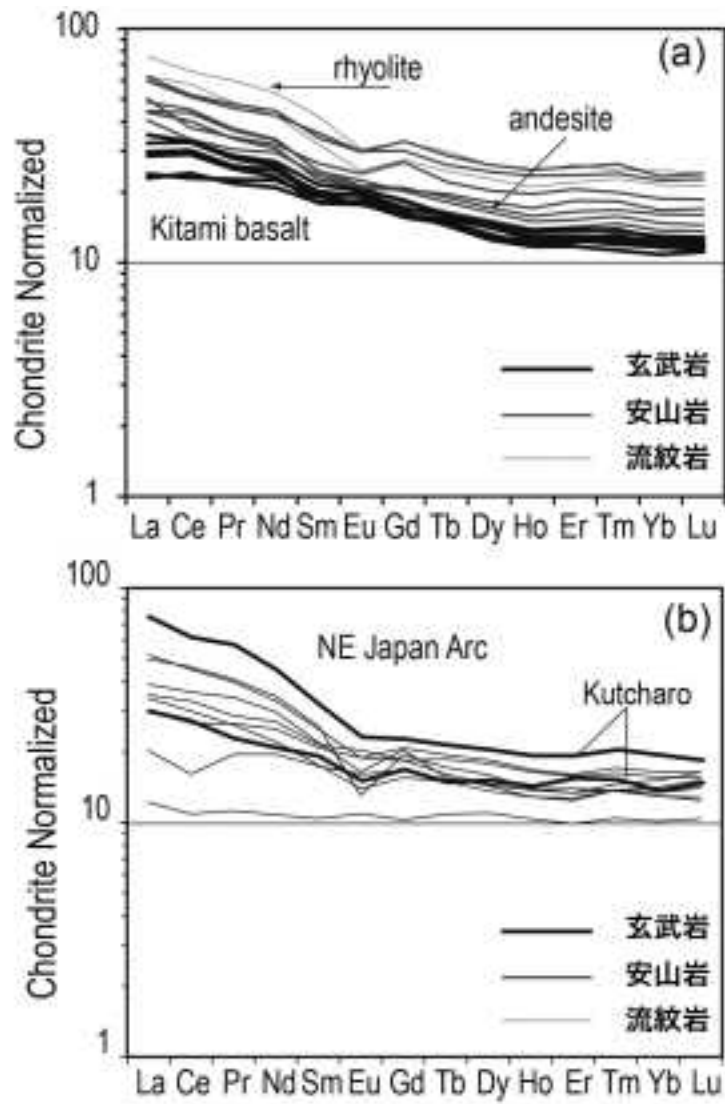 100
(a)
rhyolite
andesite
Kitami basalt
10
Chondrite Normalized
玄武岩
安山岩
流紋岩
1
La Ce Pr Nd Sm Eu Gd Tb Dy Ho Er Tm Yb Lu
100
(b)
NE Japan Arc
Kutcharo
10
Chondrite Normalized
玄武岩
安山岩
流紋岩
1
La Ce Pr Nd Sm Eu Gd Tb Dy Ho Er Tm Yb Lu